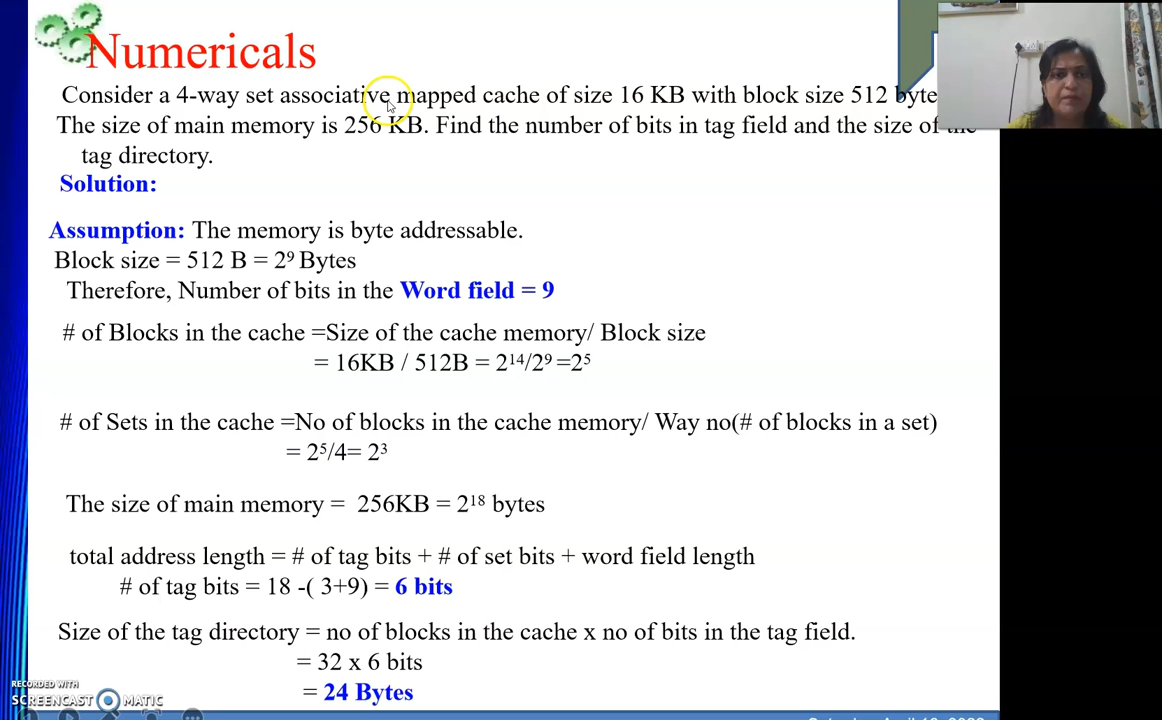 Numericals
Consider a 4-way set associative mapped cache of size 16 KB with block size 512
The size of main memory is 256 KB. Find the number of bits in tag field and the size of the
tag directory.
Solution:
Assumption: The memory is byte addressable.
Block size = 512 B = 2⁹ Bytes
Therefore, Number of bits in the Word field = 9
# of Blocks in the cache =Size of the cache memory/ Block size
= 16KB / 512B = 2¹⁴/2⁹ =2⁵
# of Sets in the cache =No of blocks in the cache memory/ Way no(# of blocks in a set)
= 2⁵/4= 2³
The size of main memory = 256KB = 2¹⁸ bytes
total address length = # of tag bits + # of set bits + word field length
# of tag bits = 18 -( 3+9) = 6 bits
Size of the tag directory = no of blocks in the cache x no of bits in the tag field.
= 32 x 6 bits
= 24 Bytes
RECORDED WITH
SCREENCAST MATIC